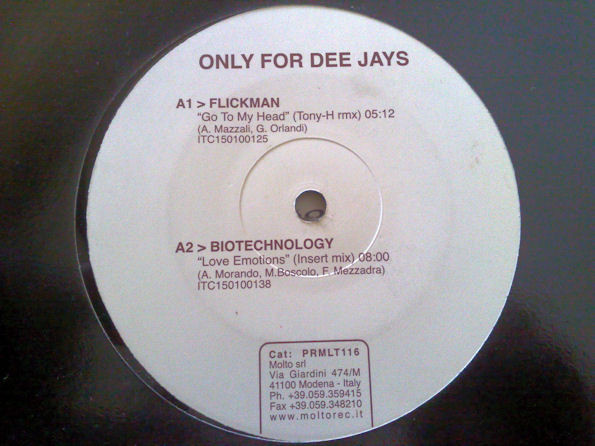 ONLY FOR DEE JAYS
A1 > FLICKMAN
“Go To My Head” (Tony-H rmx) 05:12
(A. Mazzali, G. Orlandi)
ITC150100125
A2 > BIOTECHNOLOGY
“Love Emotions” (Insert mix) 08:00
(A. Morando, M.Boscolo, F. Mezzadra)
ITC150100138
Cat: PRMLT116
Molto srl
Via Giardini 474/M
41100 Modena - Italy
Ph. +39.059.359415
Fax +39.059.348210
www.moltorec.it